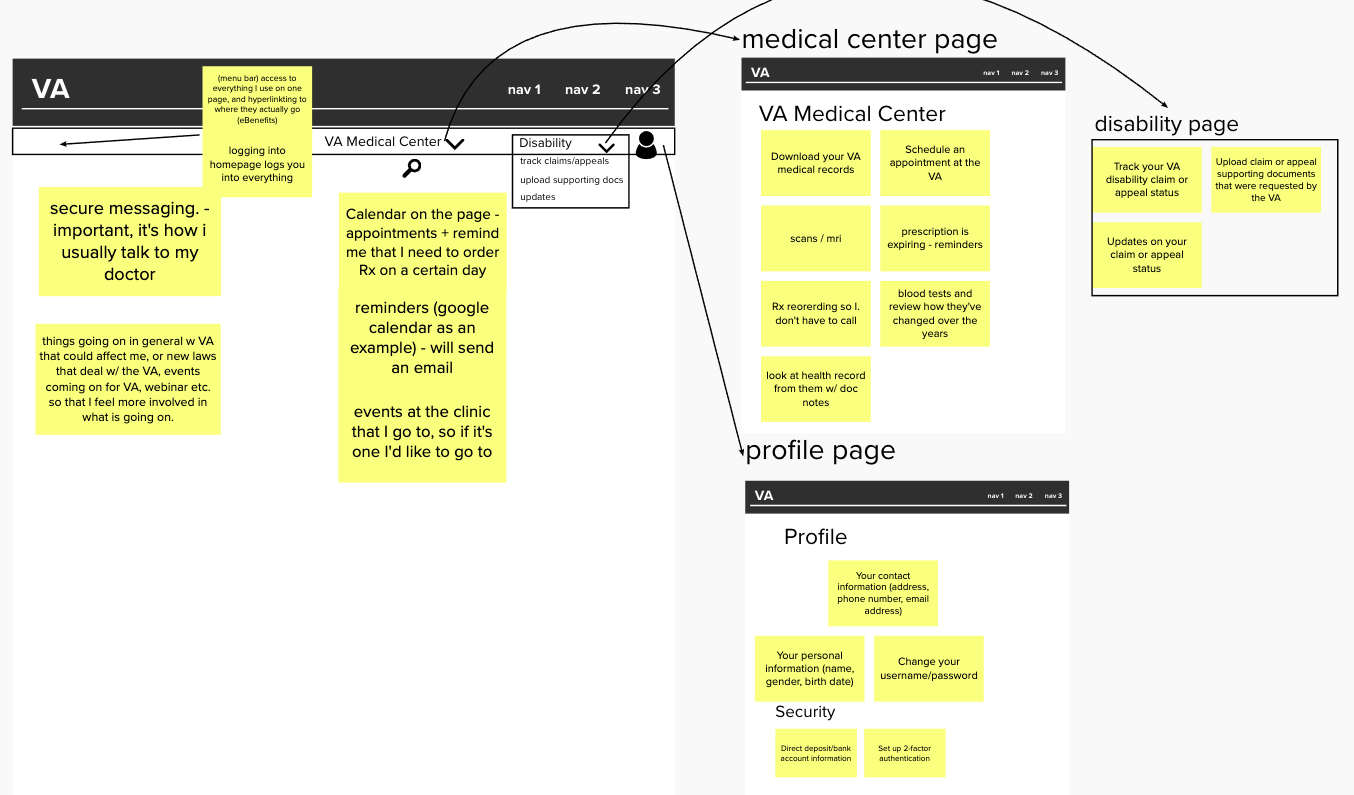 VA
nav 1
nav 2
nav 3
(menu bar) access to
everything I use on one
page, and hyperlinkting to
where they actually go
(eBenefits)
logging into
homepage logs you
into everything
VA Medical Center
Disability
track claims/appeals
upload supporting docs
updates
secure messaging. -
important, it's how i
usually talk to my
doctor
things going on in general w VA
that could affect me, or new laws
that deal w/ the VA, events
coming on for VA, webinar etc.
so that I feel more involved in
what is going on.
Calendar on the page -
appointments + remind
me that I need to order
Rx on a certain day
reminders (google
calendar as an
example) - will send
an email
events at the clinic
that I go to, so if it's
one I'd like to go to
medical center page
VA
nav 1
nav 2
nav 3
VA Medical Center
Download your VA
medical records
Schedule an
appointment at the
VA
scans / mri
prescription is
expiring - reminders
Rx reorerding so I.
don't have to call
blood tests and
review how they've
changed over the
years
look at health record
from them w/ doc
notes
disability page
Track your VA
disability claim or
appeal status
Upload claim or appeal
supporting documents
that were requested by
the VA
Updates on your
claim or appeal
status
profile page
VA
nav 1
nav 2
nav 3
Profile
Your contact
information (address,
phone number, email
address)
Your personal
information (name,
gender, birth date)
Change your
username/password
Security
Direct deposit/bank
account information
Set up 2-factor
authentication